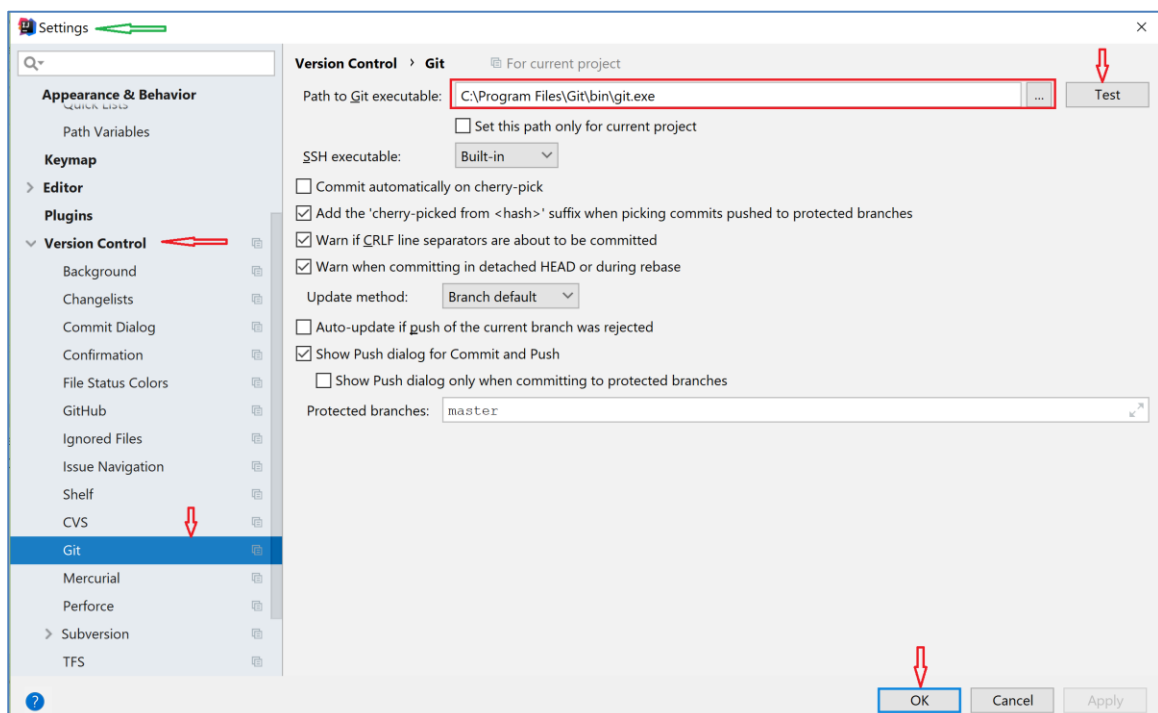 Settings
Appearance & Behavior
Quick Lists
Path Variables
Keymap
Editor
Plugins
Version Control
Background
Changelists
Commit Dialog
Confirmation
File Status Colors
GitHub
Ignored Files
Issue Navigation
Shelf
CVS
Git
Mercurial
Perforce
Subversion
TFS
Version Control › Git For current project
Path to Git executable: C:\Program Files\Git\bin\git.exe ... Test
Set this path only for current project
SSH executable: Built-in
Commit automatically on cherry-pick
Add the 'cherry-picked from <hash>' suffix when picking commits pushed to protected branches
Warn if CRLF line separators are about to be committed
Warn when committing in detached HEAD or during rebase
Update method: Branch default
Auto-update if push of the current branch was rejected
Show Push dialog for Commit and Push
Show Push dialog only when committing to protected branches
Protected branches: master
? OK Cancel Apply